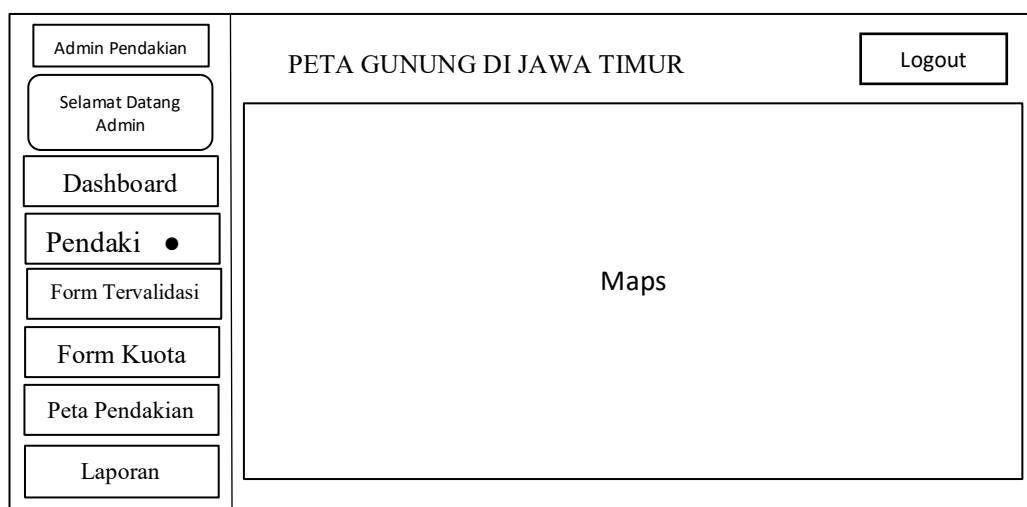 Admin Pendakian
Selamat Datang
Admin
Dashboard
Pendaki ●
Form Tervalidasi
Form Kuota
Peta Pendakian
Laporan
PETA GUNUNG DI JAWA TIMUR
Logout
Maps